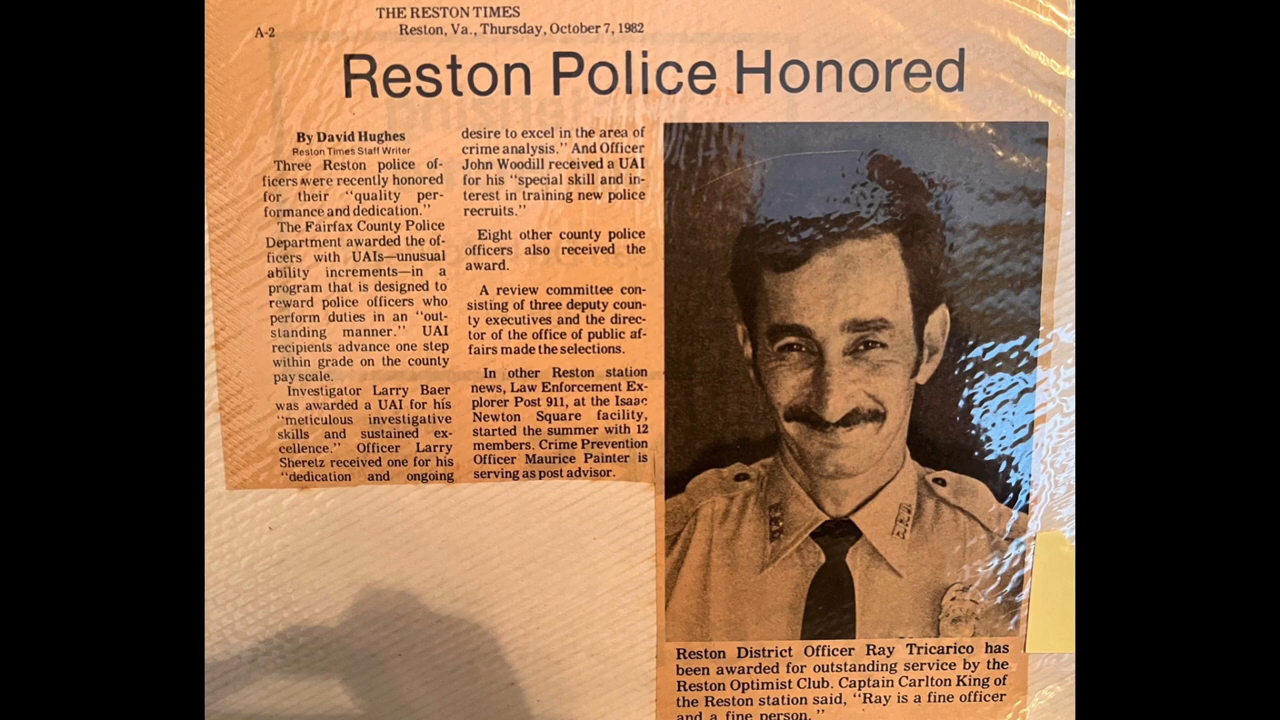 THE RESTON TIMES
A-2
Reston, Va., Thursday, October 7, 1982
Reston Police Honored
By David Hughes
Reston Times Staff Writer
Three Reston police of-
ficers were recently honored
for their "quality per-
formance and dedication."
The Fairfax County Police
Department awarded the of-
ficers with UAIs—unusual
ability increments—in a
program that is designed to
reward police officers who
perform duties in an "out-
standing manner." UAI
recipients advance one step
within grade on the county
pay scale.
Investigator Larry Baer
was awarded a UAI for his
"meticulous investigative
skills and sustained ex-
cellence." Officer Larry
Sheretz received one for his
"dedication and ongoing
desire to excel in the area of
crime analysis." And Officer
John Woodill received a UAI
for his "special skill and in-
terest in training new police
recruits."
Eight other county police
officers also received the
award.
A review committee con-
sisting of three deputy coun-
ty executives and the direc-
tor of the office of public af-
fairs made the selections.
In other Reston station
news, Law Enforcement Ex-
plorer Post 911, at the Isaac
Newton Square facility,
started the summer with 12
members. Crime Prevention
Officer Maurice Painter is
serving as post advisor.
Reston District Officer Ray Tricarico has
been awarded for outstanding service by the
Reston Optimist Club. Captain Carlton King of
the Reston station said, "Ray is a fine officer
and a fine person."